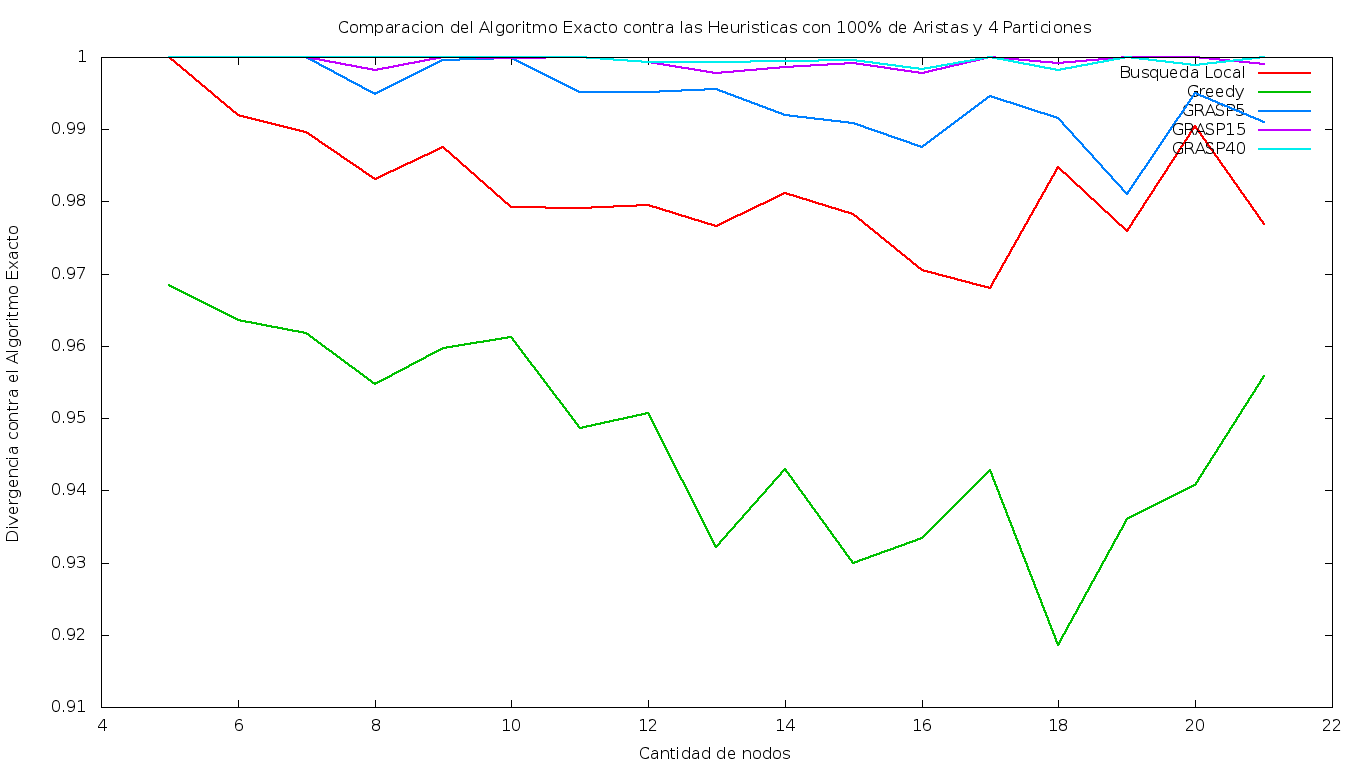 Comparacion del Algoritmo Exacto contra las Heuristicas con 100% de Aristas y 4 Particiones
1
0.99
0.98
0.97
0.96
0.95
0.94
0.93
0.92
0.91
Divergencia contra el Algoritmo Exacto
Busqueda Local
Greedy
GRASP5
GRASP15
GRASP40
4 6 8 10 12 14 16 18 20 22
Cantidad de nodos